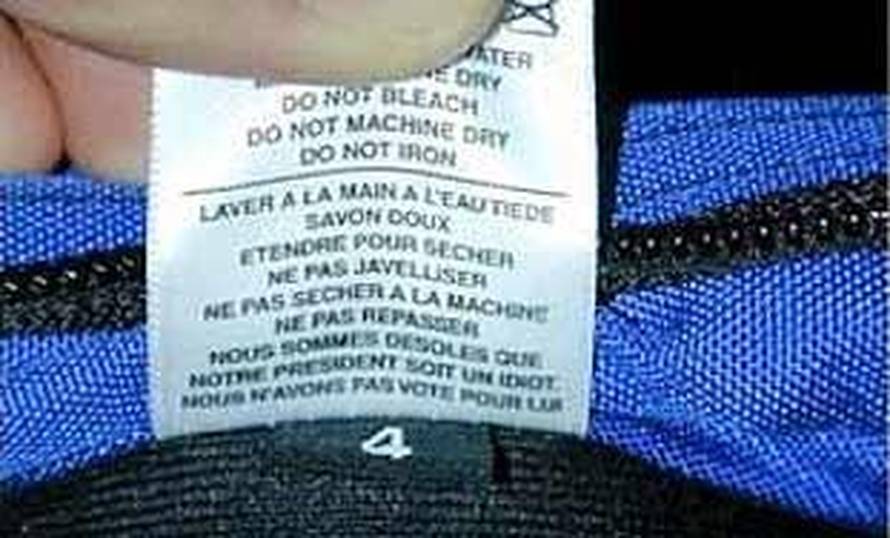 WATER
DRY
DO NOT BLEACH
DO NOT MACHINE DRY
DO NOT IRON
LAVER A LA MAIN A L'EAU TIEDE
SAVON DOUX
ETENDRE POUR SECHER
NE PAS JAVELLISER
NE PAS SECHER A LA MACHINE
NE PAS REPASSER
NOUS SOMMES DESOLES QUE
NOTRE PRESIDENT SOIT UN IDIOT
NOUS N'AVONS PAS VOTE POUR LUI
4